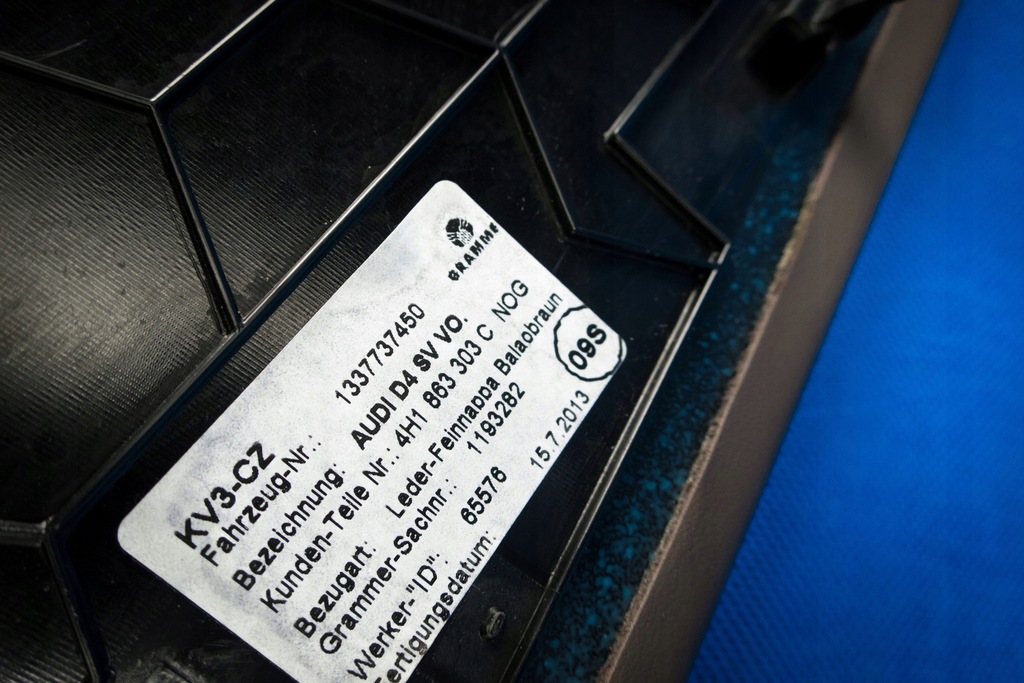 GRAMMER
KV3-CZ
Fahrzeug-Nr.: 1337737450
Bezeichnung: AUDI D4 SV VO.
Kunden-Teile Nr.: 4H1 863 303 C NOG
Bezugart: Leder-Feinnappa Balaobraun
Grammer-Sachnr.: 1193282
Werker-"ID": 65576
Fertigungsdatum: 15.7.2013
09S